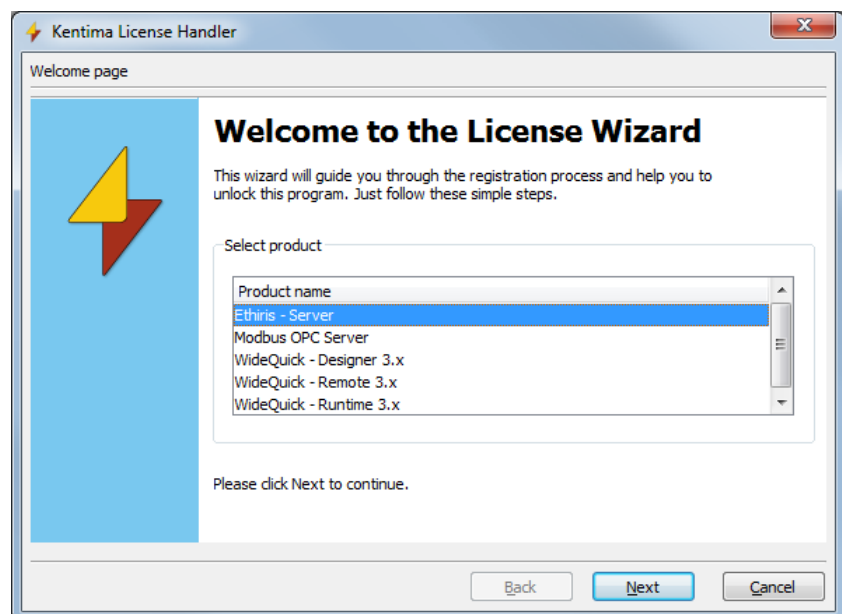 Kentima License Handler
Welcome page
Welcome to the License Wizard
This wizard will guide you through the registration process and help you to
unlock this program. Just follow these simple steps.
Select product
Product name
Ethiris - Server
Modbus OPC Server
WideQuick - Designer 3.x
WideQuick - Remote 3.x
WideQuick - Runtime 3.x
Please click Next to continue.
Back Next Cancel